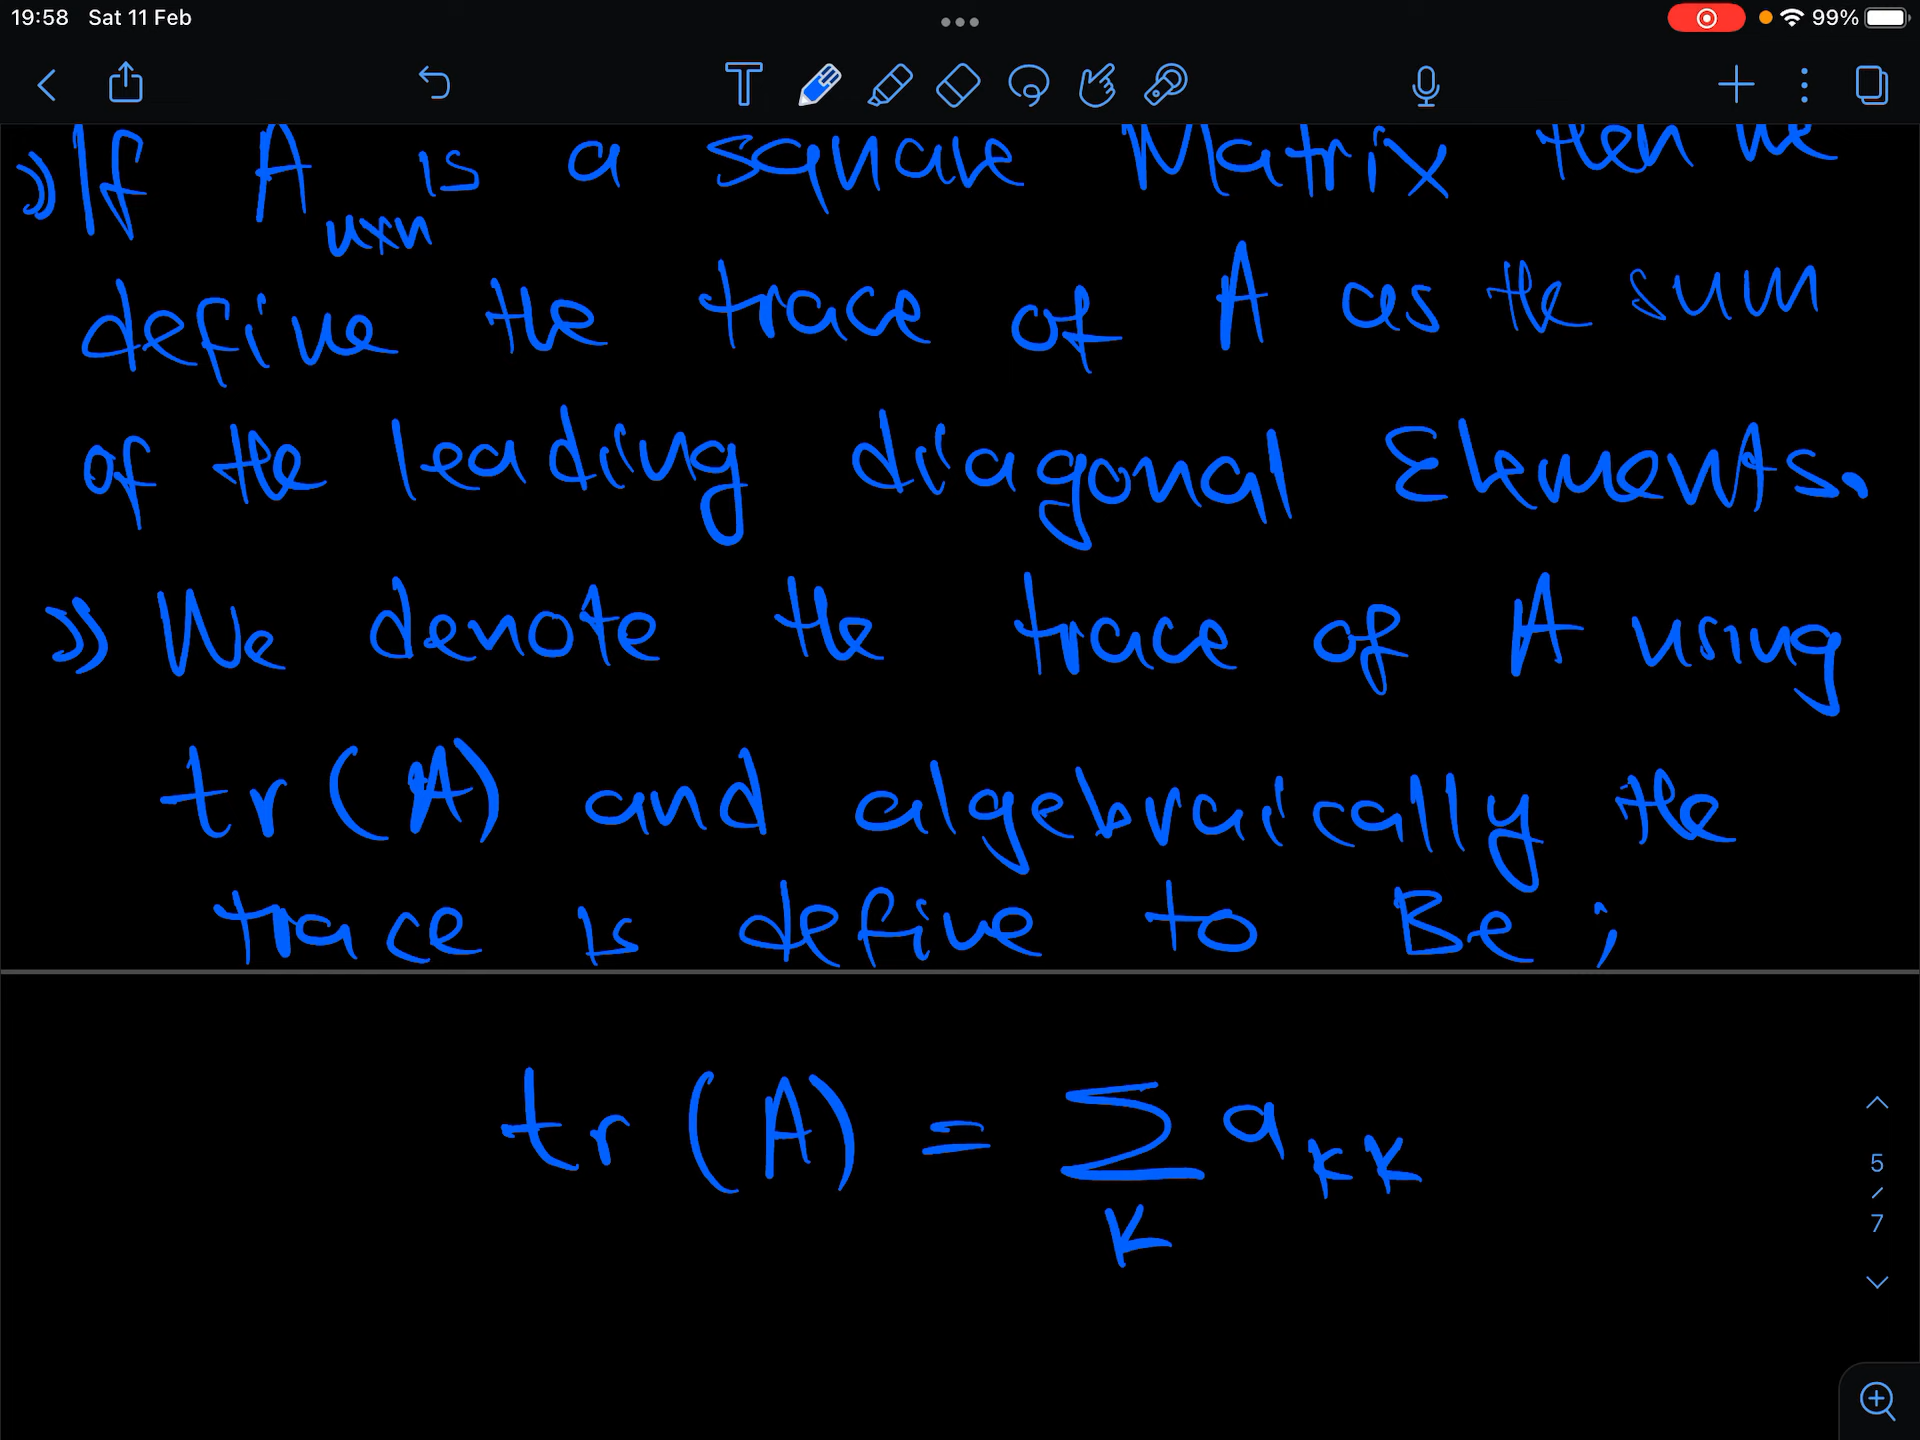 19:58 Sat 11 Feb
99%
T
If A is a square Matrix then we
nxn
define the trace of A as the sum
of the leading diagonal Elements.
We denote the trace of A using
tr (A) and algebraically the
trace is define to Be ;
tr (A) = ∑ a kk
K
5
/
7